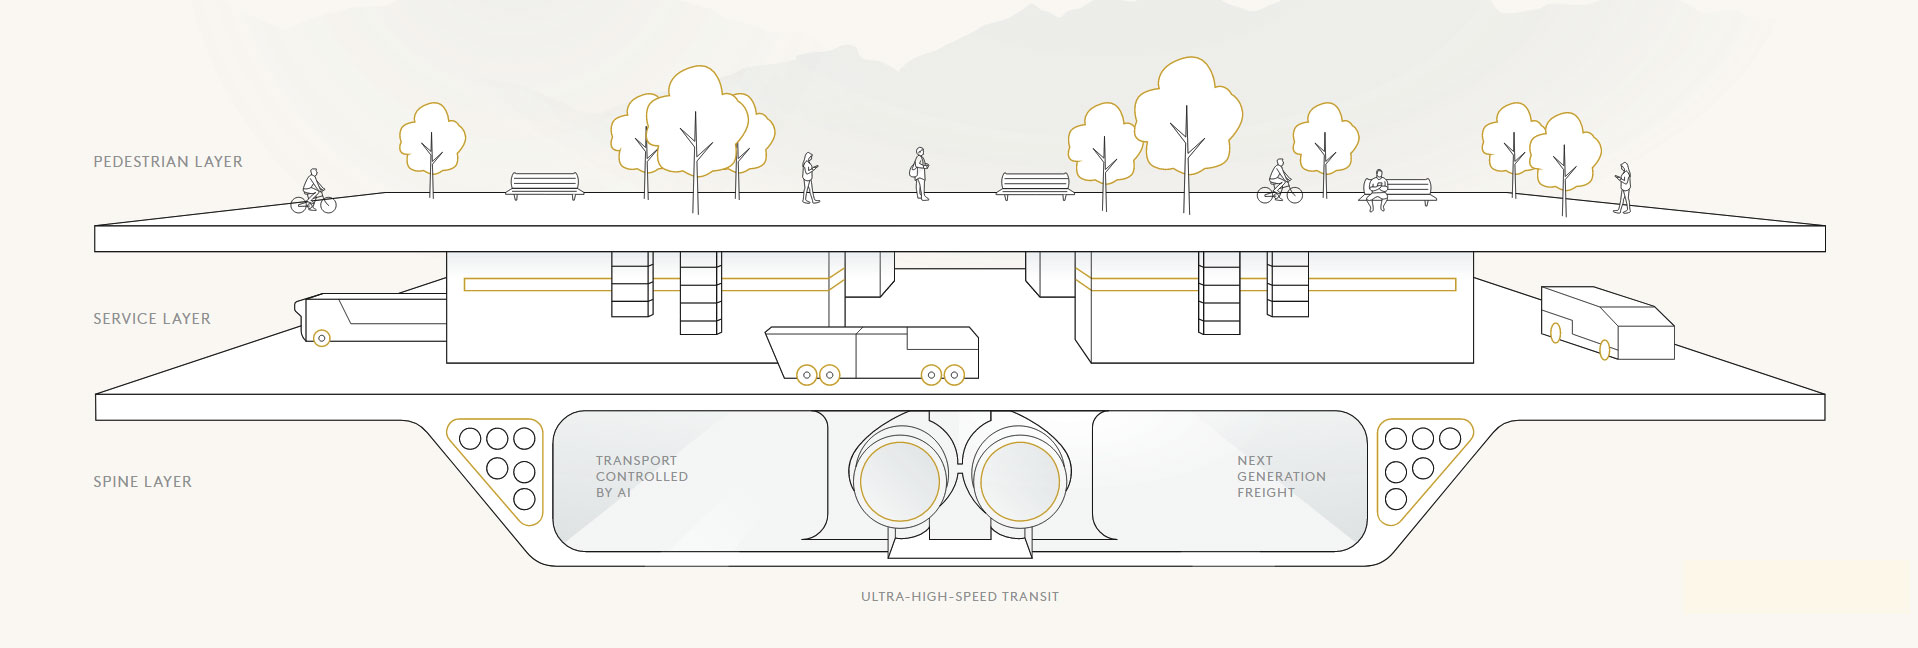 PEDESTRIAN LAYER
SERVICE LAYER
SPINE LAYER
TRANSPORT
CONTROLLED
BY AI
NEXT
GENERATION
FREIGHT
ULTRA-HIGH-SPEED TRANSIT